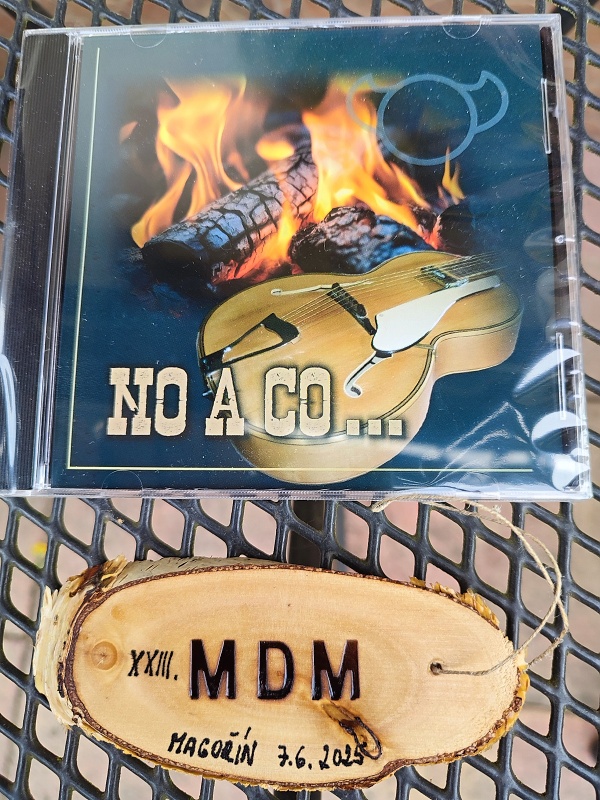 NO A CO ...
XXIII. MDM
MAGOŘÍN 7.6.2025